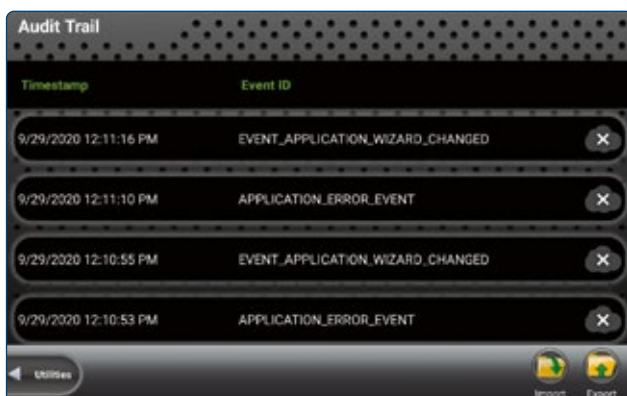 Audit Trail
Timestamp Event ID
9/29/2020 12:11:16 PM EVENT_APPLICATION_WIZARD_CHANGED
9/29/2020 12:11:10 PM APPLICATION_ERROR_EVENT
9/29/2020 12:10:55 PM EVENT_APPLICATION_WIZARD_CHANGED
9/29/2020 12:10:53 PM APPLICATION_ERROR_EVENT
Utilities
Import Export